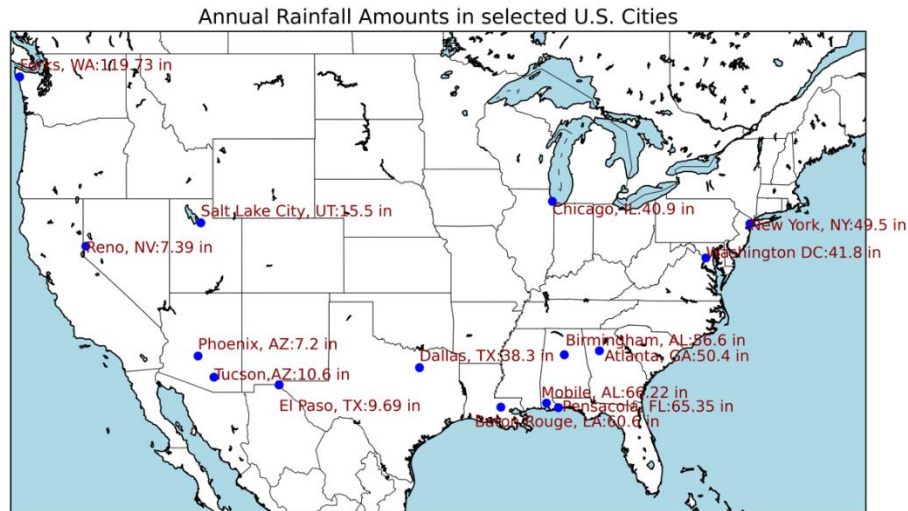 Annual Rainfall Amounts in selected U.S. Cities
Forks, WA:119.73 in
Salt Lake City, UT:15.5 in
Chicago, IL:40.9 in
New York, NY:49.5 in
Reno, NV:7.39 in
Washington DC:41.8 in
Phoenix, AZ:7.2 in
Birmingham, AL:56.6 in
Dallas, TX:38.3 in
Atlanta, GA:50.4 in
Tucson,AZ:10.6 in
Mobile, AL:66.22 in
El Paso, TX:9.69 in
Pensacola, FL:65.35 in
Baton Rouge, LA:60.6 in